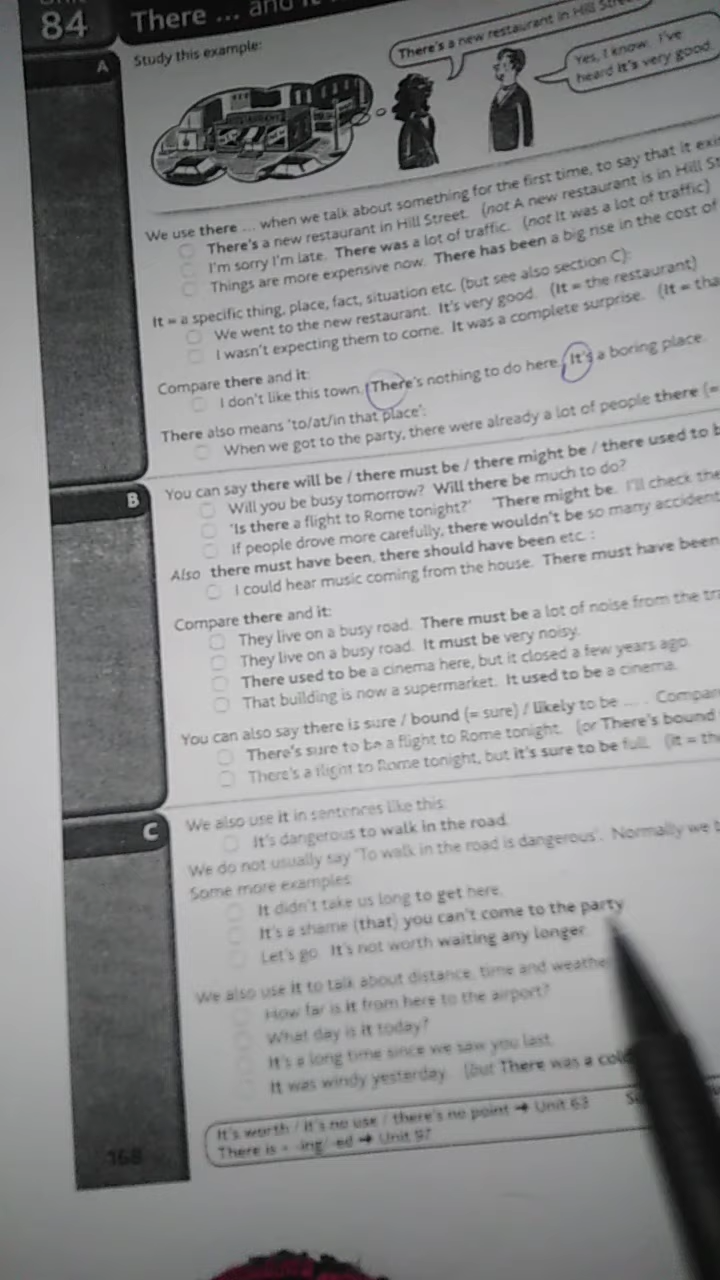 84 There ... and it
A Study this example:
There's a new restaurant in Hill Street.
Yes, I know. I've
heard it's very good.
RESTAURANT
We use there ... when we talk about something for the first time, to say that it
There's a new restaurant in Hill Street. (not A new restaurant is in Hill
I'm sorry I'm late. There was a lot of traffic. (not It was a lot of traffic)
Things are more expensive now. There has been a big rise in the cost of
It = a specific thing, place, fact, situation etc. (but see also section C):
We went to the new restaurant. It's very good. (It = the restaurant)
I wasn't expecting them to come. It was a complete surprise. (It =
Compare there and it:
I don't like this town. There's nothing to do here. It's a boring place.
There also means 'to/at/in that place':
When we got to the party, there were already a lot of people there (=
B You can say there will be / there must be / there might be / there used to
Will you be busy tomorrow? Will there be much to do?
'Is there a flight to Rome tonight?' 'There might be. I'll check the
If people drove more carefully, there wouldn't be so many
Also there must have been, there should have been etc. :
I could hear music coming from the house. There must have been
Compare there and it:
They live on a busy road. There must be a lot of noise from the
They live on a busy road. It must be very noisy.
There used to be a cinema here, but it closed a few years ago.
That building is now a supermarket. It used to be a cinema.
You can also say there is sure / bound (= sure) / likely to be ... .
There's sure to be a flight to Rome tonight. (or There's bound
There's a flight to Rome tonight, but it's sure to be full. (it =
C We also use it in sentences like this:
It's dangerous to walk in the road.
We do not usually say 'To walk in the road is dangerous'. Normally we
Some more examples:
It didn't take us long to get here.
It's a shame (that) you can't come to the party
Let's go. It's not worth waiting any longer.
We also use it to talk about distance, time and
How far is it from here to the airport?
What day is it today?
It's a long time since we saw you last.
It was windy yesterday. (but There was a
It's worth / it's no use / there's no point → Unit 63
There is + -ing/-ed → Unit 97
168